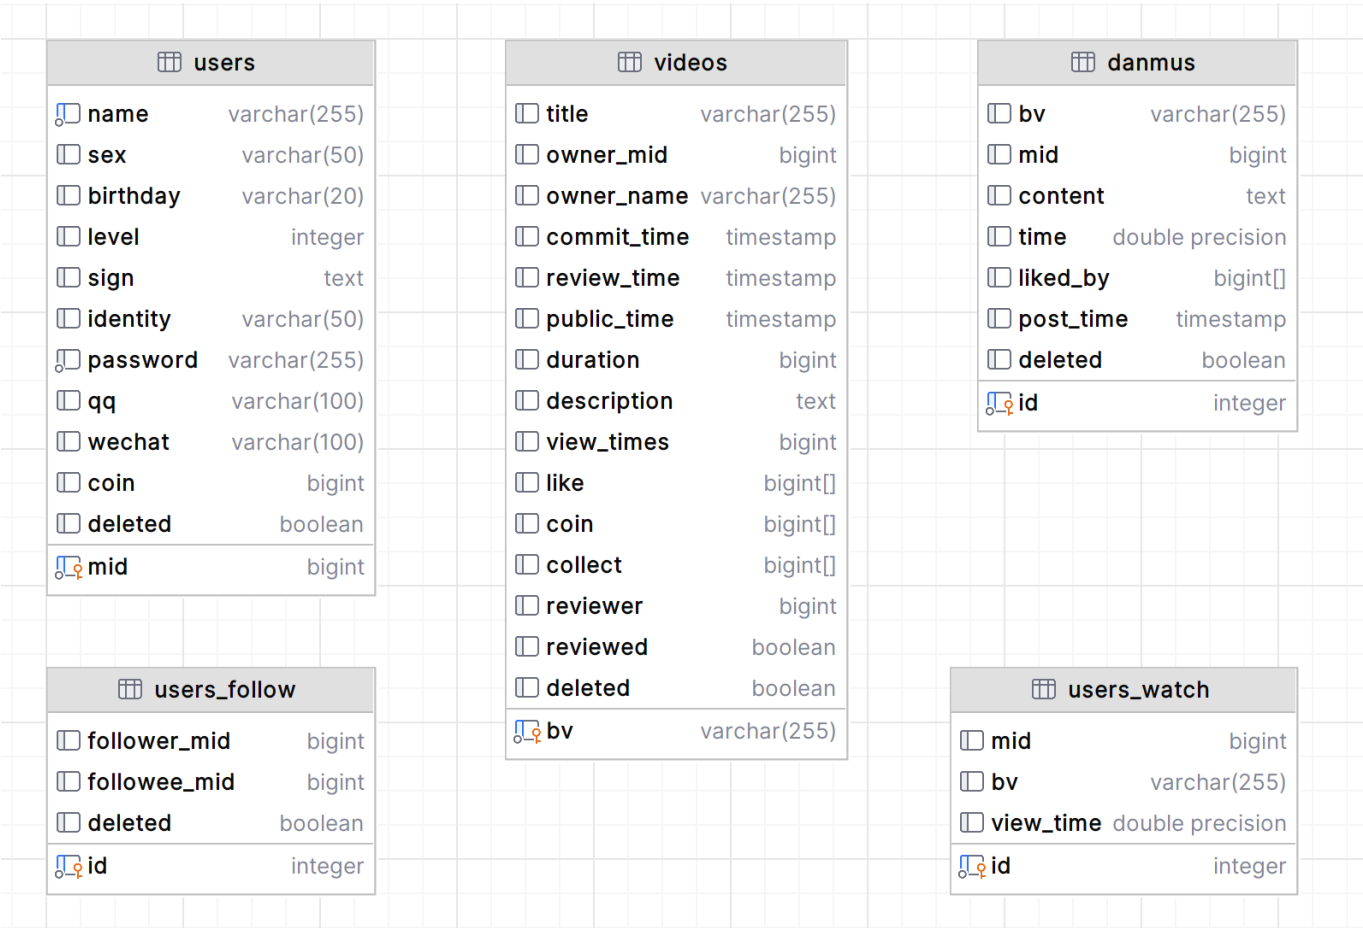 users
name varchar(255)
sex varchar(50)
birthday varchar(20)
level integer
sign text
identity varchar(50)
password varchar(255)
qq varchar(100)
wechat varchar(100)
coin bigint
deleted boolean
mid bigint
videos
title varchar(255)
owner_mid bigint
owner_name varchar(255)
commit_time timestamp
review_time timestamp
public_time timestamp
duration bigint
description text
view_times bigint
like bigint[]
coin bigint[]
collect bigint[]
reviewer bigint
reviewed boolean
deleted boolean
bv varchar(255)
danmus
bv varchar(255)
mid bigint
content text
time double precision
liked_by bigint[]
post_time timestamp
deleted boolean
id integer
users_follow
follower_mid bigint
followee_mid bigint
deleted boolean
id integer
users_watch
mid bigint
bv varchar(255)
view_time double precision
id integer